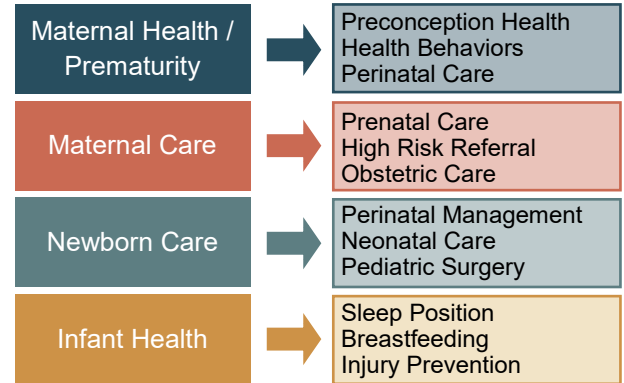 Maternal Health /
Prematurity
Preconception Health
Health Behaviors
Perinatal Care
Maternal Care
Prenatal Care
High Risk Referral
Obstetric Care
Newborn Care
Perinatal Management
Neonatal Care
Pediatric Surgery
Infant Health
Sleep Position
Breastfeeding
Injury Prevention